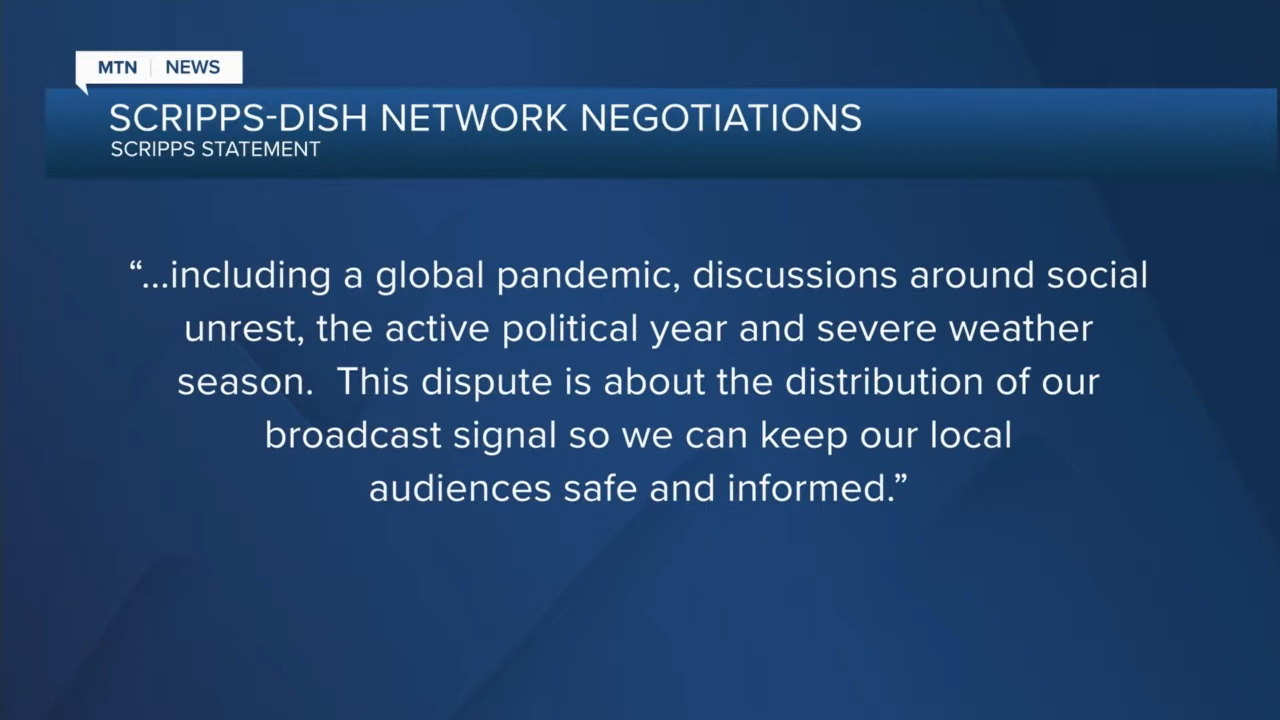 MTN | NEWS
SCRIPPS-DISH NETWORK NEGOTIATIONS
SCRIPPS STATEMENT
“...including a global pandemic, discussions around social
unrest, the active political year and severe weather
season.  This dispute is about the distribution of our
broadcast signal so we can keep our local
audiences safe and informed.”